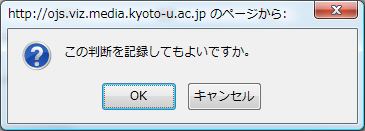 http://ojs.viz.media.kyoto-u.ac.jp のページから:
この判断を記録してもよいですか。
OK
キャンセル